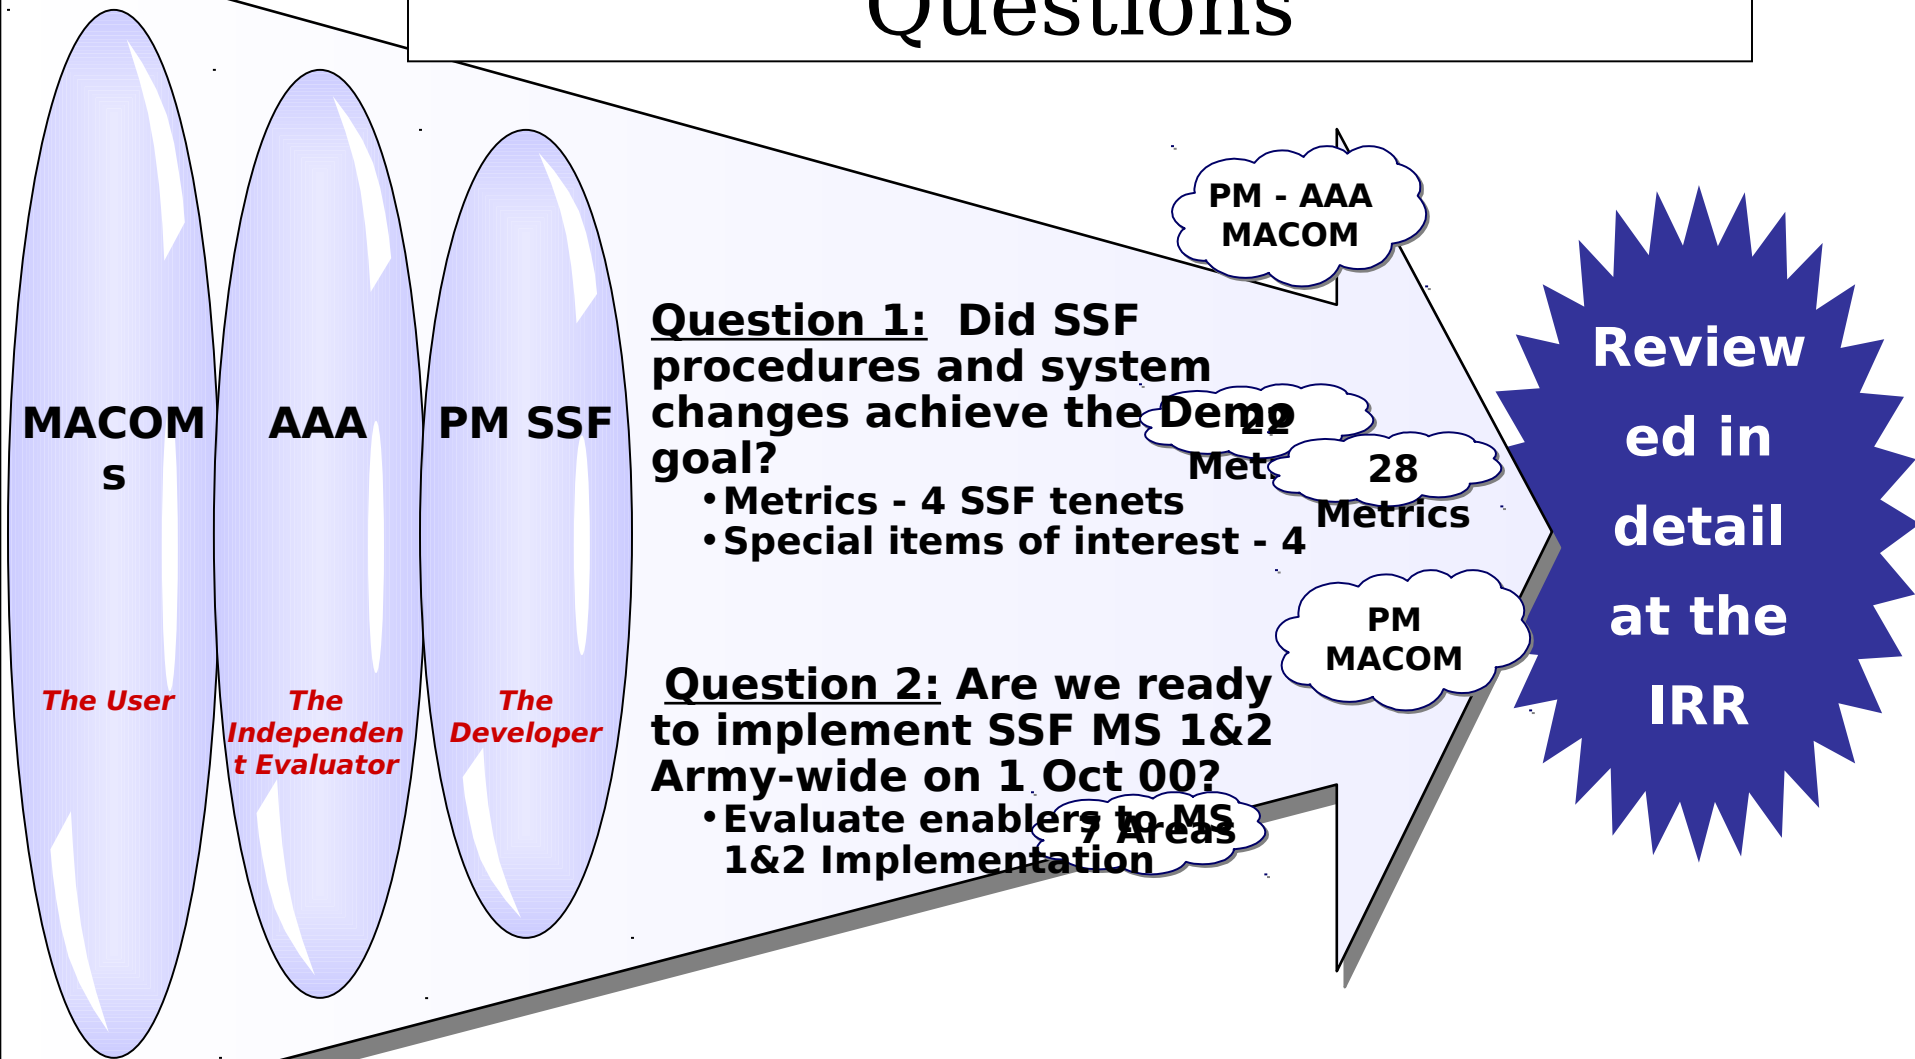 Questions
MACOM
s
The User
AAA
The
Independen
t Evaluator
PM SSF
The
Developer
Question 1:  Did SSF
procedures and system
changes achieve the Demo
goal?
•Metrics - 4 SSF tenets
•Special items of interest - 4
Question 2: Are we ready
to implement SSF MS 1&2
Army-wide on 1 Oct 00?
•Evaluate enablers to MS
1&2 Implementation
PM - AAA
MACOM
22
28
Metrics
PM
MACOM
7 Areas
Review
ed in
detail
at the
IRR